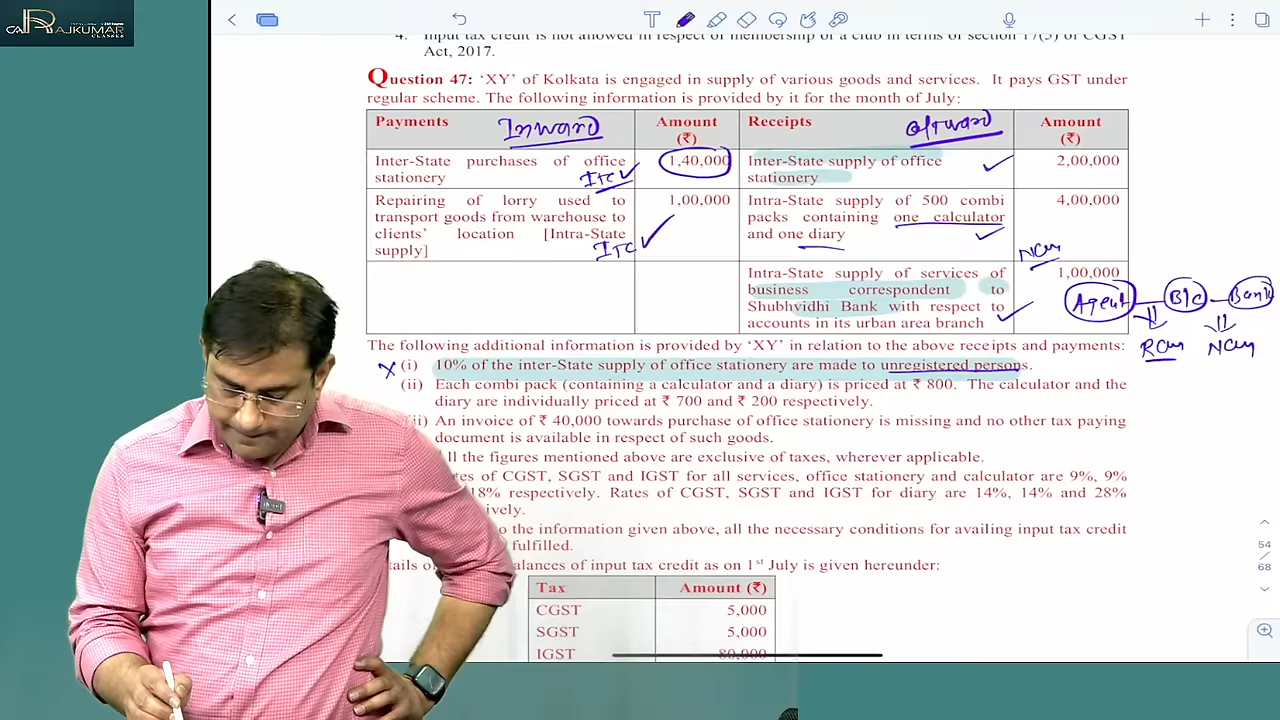 CA RAJKUMAR
CLASSES
4. Input tax credit is not allowed in respect of membership of a club in terms of section 17(5) of CGST
Act, 2017.
Question 47: ‘XY’ of Kolkata is engaged in supply of various goods and services. It pays GST under
regular scheme. The following information is provided by it for the month of July:
Payments Inward Amount (₹) Receipts Amount (₹)
Inter-State purchases of office
stationery ITC
1,40,000
Inter-State supply of office
stationery
2,00,000
Repairing of lorry used to
transport goods from warehouse to
clients’ location [Intra-State
supply] ITC
1,00,000
Intra-State supply of 500 combi
packs containing one calculator
and one diary
4,00,000
NCM
Intra-State supply of services of
business correspondent to
Shubhvidhi Bank with respect to
accounts in its urban area branch
1,00,000
Agent B/c Bank
RCM NCM
The following additional information is provided by ‘XY’ in relation to the above receipts and payments:
x (i) 10% of the inter-State supply of office stationery are made to unregistered persons.
(ii) Each combi pack (containing a calculator and a diary) is priced at ₹ 800. The calculator and the
diary are individually priced at ₹ 700 and ₹ 200 respectively.
ii) An invoice of ₹ 40,000 towards purchase of office stationery is missing and no other tax paying
document is available in respect of such goods.
ll the figures mentioned above are exclusive of taxes, wherever applicable.
tes of CGST, SGST and IGST for all services, office stationery and calculator are 9%, 9%
18% respectively. Rates of CGST, SGST and IGST for diary are 14%, 14% and 28%
ively.
o the information given above, all the necessary conditions for availing input tax credit
fulfilled.
ails o alances of input tax credit as on 1st July is given hereunder:
Tax Amount (₹)
CGST 5,000
SGST 5,000
IGST 80,000
54
68